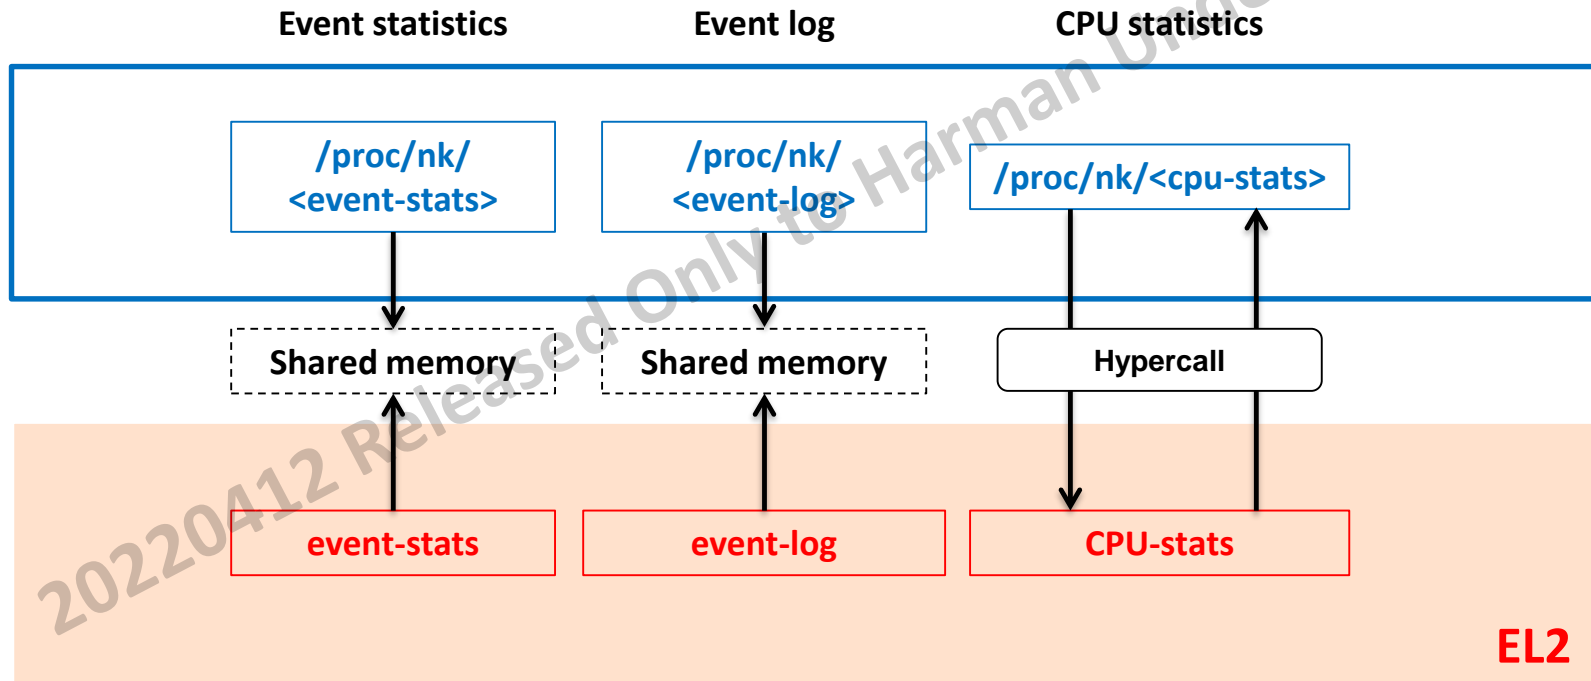 Event statistics
Event log
CPU statistics
/proc/nk/
<event-stats>
/proc/nk/
<event-log>
/proc/nk/<cpu-stats>
Shared memory
Shared memory
Hypercall
event-stats
event-log
CPU-stats
EL2
20220412 Released Only to Harman